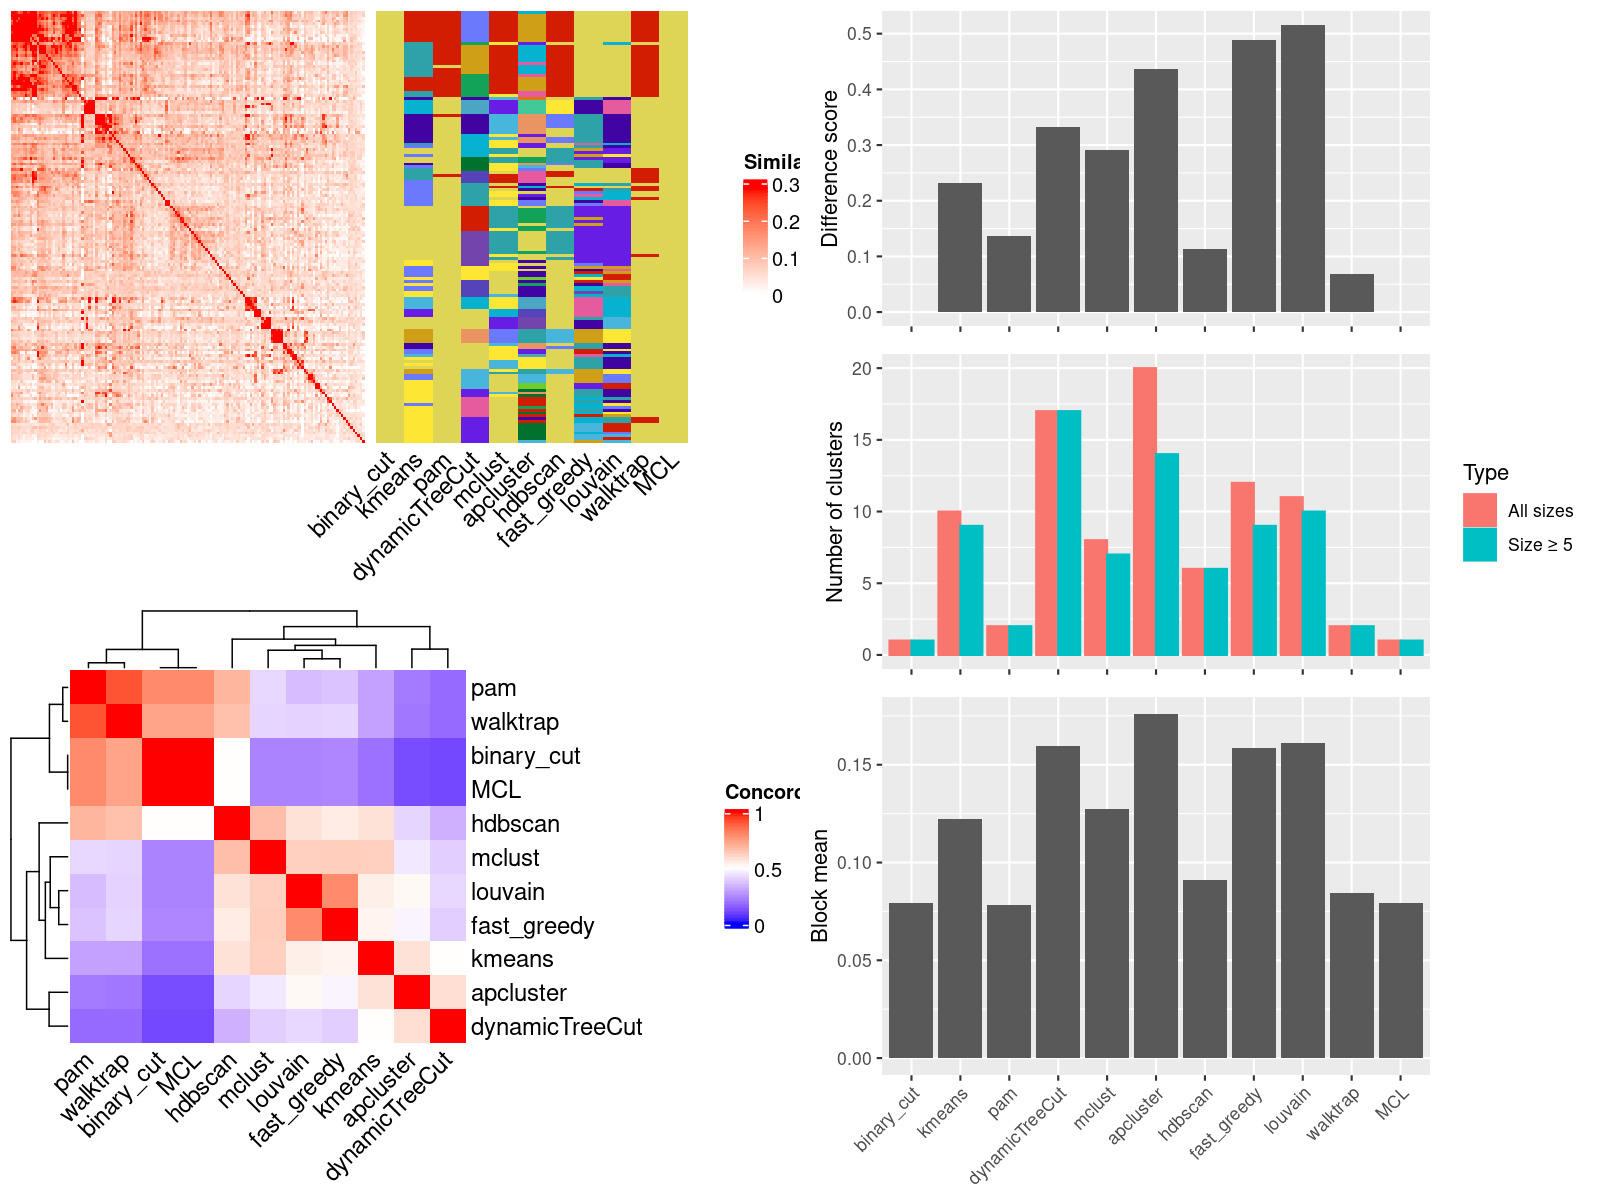 Simila
0.3
0.2
0.1
0
binary_cut
kmeans
pam
dynamicTreeCut
mclust
apcluster
hdbscan
fast_greedy
louvain
walktrap
MCL
pam
walktrap
binary_cut
MCL
hdbscan
mclust
louvain
fast_greedy
kmeans
apcluster
dynamicTreeCut
Concord
1
0.5
0
pam
walktrap
binary_cut
MCL
hdbscan
mclust
louvain
fast_greedy
kmeans
apcluster
dynamicTreeCut
Difference score
0.5
0.4
0.3
0.2
0.1
0.0
Number of clusters
20
15
10
5
0
Type
All sizes
Size ≥ 5
Block mean
0.15
0.10
0.05
0.00
binary_cut
kmeans
pam
dynamicTreeCut
mclust
apcluster
hdbscan
fast_greedy
louvain
walktrap
MCL